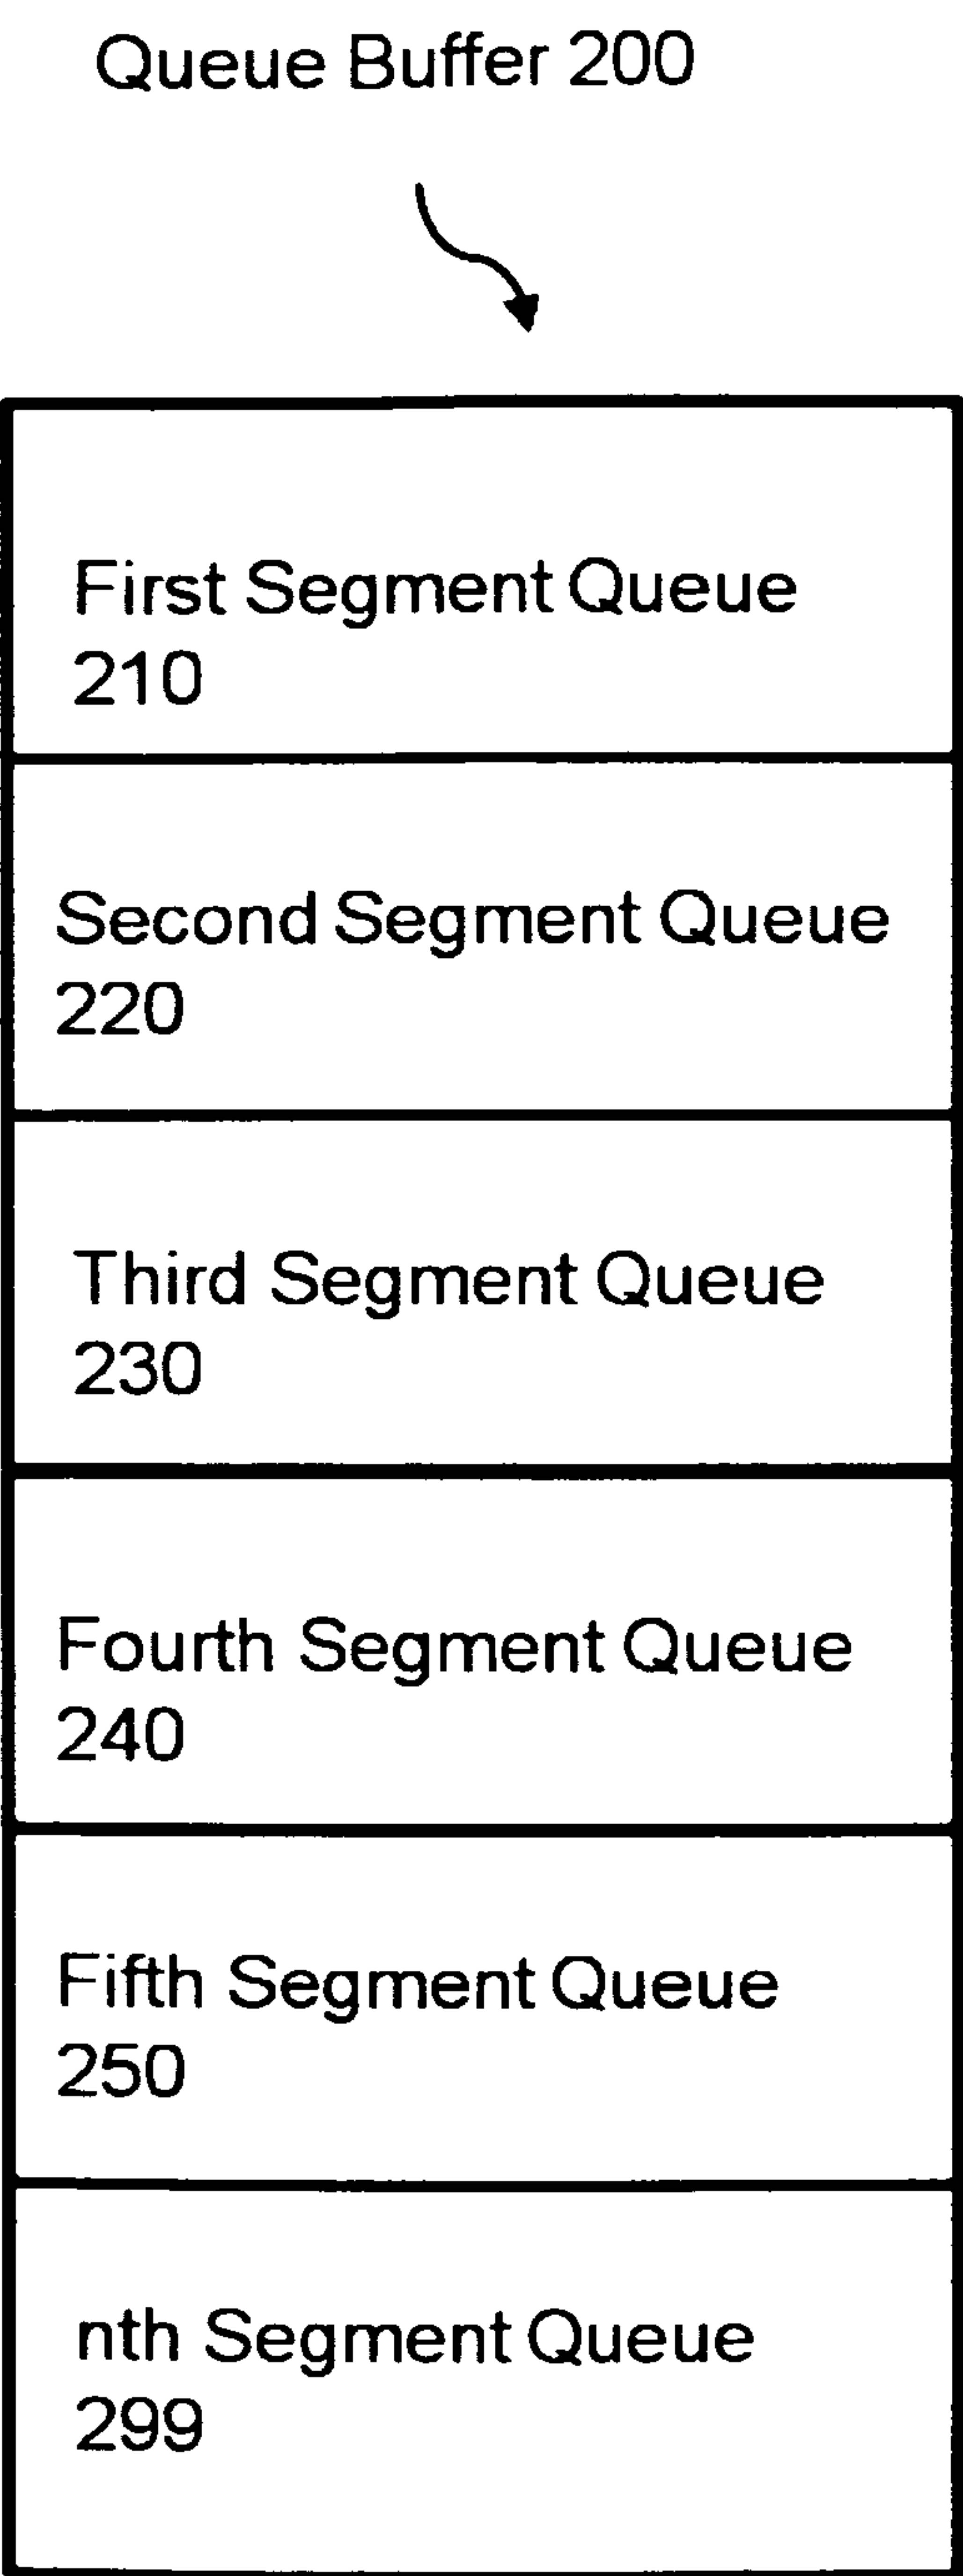 Queue Buffer 200
First Segment Queue
210
Second Segment Queue
220
Third Segment Queue
230
Fourth Segment Queue
240
Fifth Segment Queue
250
nth Segment Queue
299